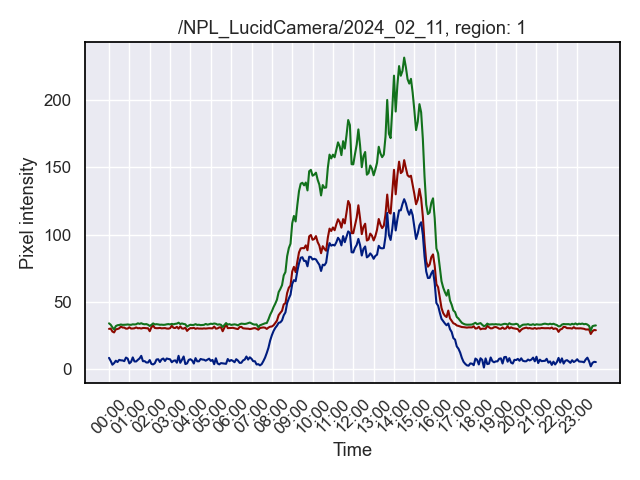 /NPL_LucidCamera/2024_02_11, region: 1
Pixel intensity
200
150
100
50
0
00:00 01:00 02:00 03:00 04:00 05:00 06:00 07:00 08:00 09:00 10:00 11:00 12:00 13:00 14:00 15:00 16:00 17:00 18:00 19:00 20:00 21:00 22:00 23:00
Time